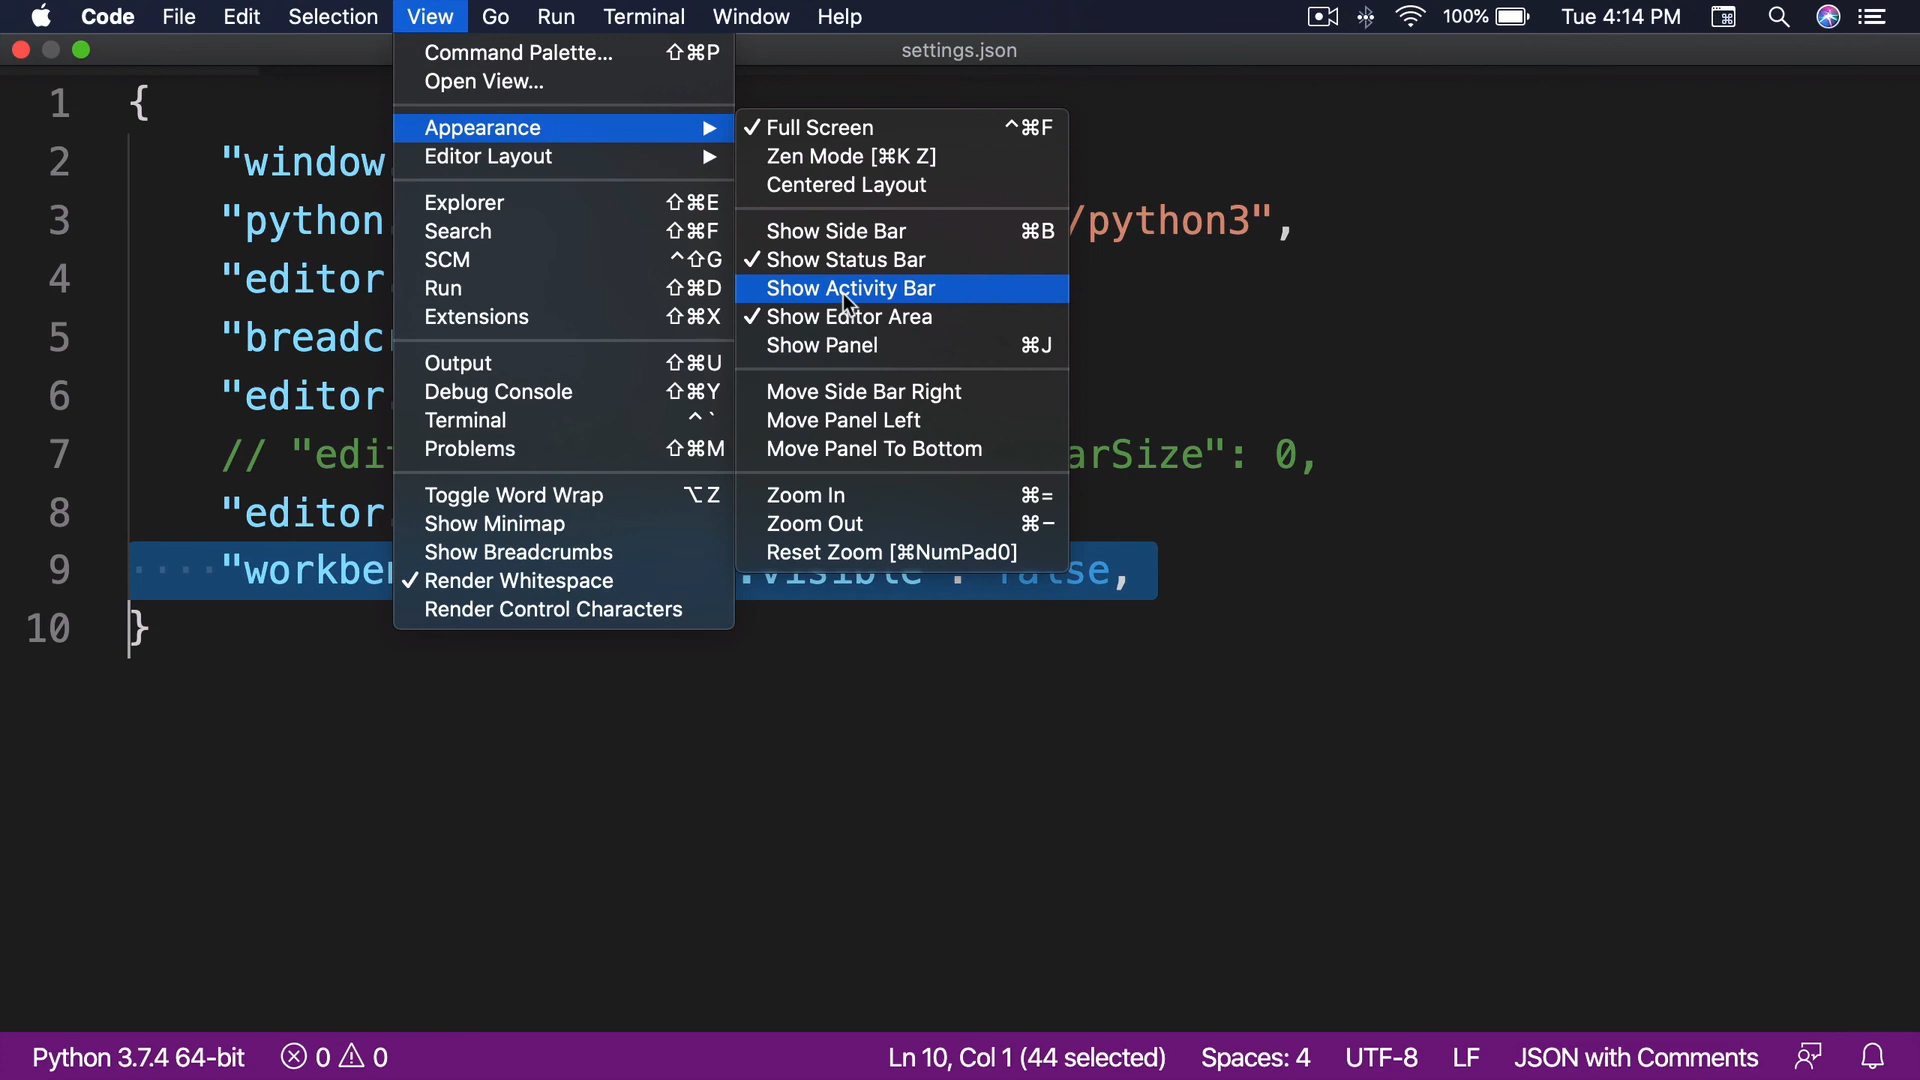 Code File Edit Selection View Go Run Terminal Window Help 100% Tue 4:14 PM
settings.json
Command Palette... ⇧⌘P
Open View...
Appearance ▶
Editor Layout ▶
Explorer ⇧⌘E
Search ⇧⌘F
SCM ^⇧G
Run ⇧⌘D
Extensions ⇧⌘X
Output ⇧⌘U
Debug Console ⇧⌘Y
Terminal ^`
Problems ⇧⌘M
Toggle Word Wrap ⌥Z
Show Minimap
Show Breadcrumbs
✓ Render Whitespace
Render Control Characters
✓ Full Screen ^⌘F
Zen Mode [⌘K Z]
Centered Layout
Show Side Bar ⌘B
✓ Show Status Bar
Show Activity Bar
✓ Show Editor Area
Show Panel ⌘J
Move Side Bar Right
Move Panel Left
Move Panel To Bottom
Zoom In ⌘=
Zoom Out ⌘−
Reset Zoom [⌘NumPad0]
1 {
2 "window
3 "python. /python3",
4 "editor.
5 "breadc
6 "editor.
7 // "edi arSize": 0,
8 "editor.
9 "workbe .visible": false,
10 }
Python 3.7.4 64-bit 0 0 Ln 10, Col 1 (44 selected) Spaces: 4 UTF-8 LF JSON with Comments